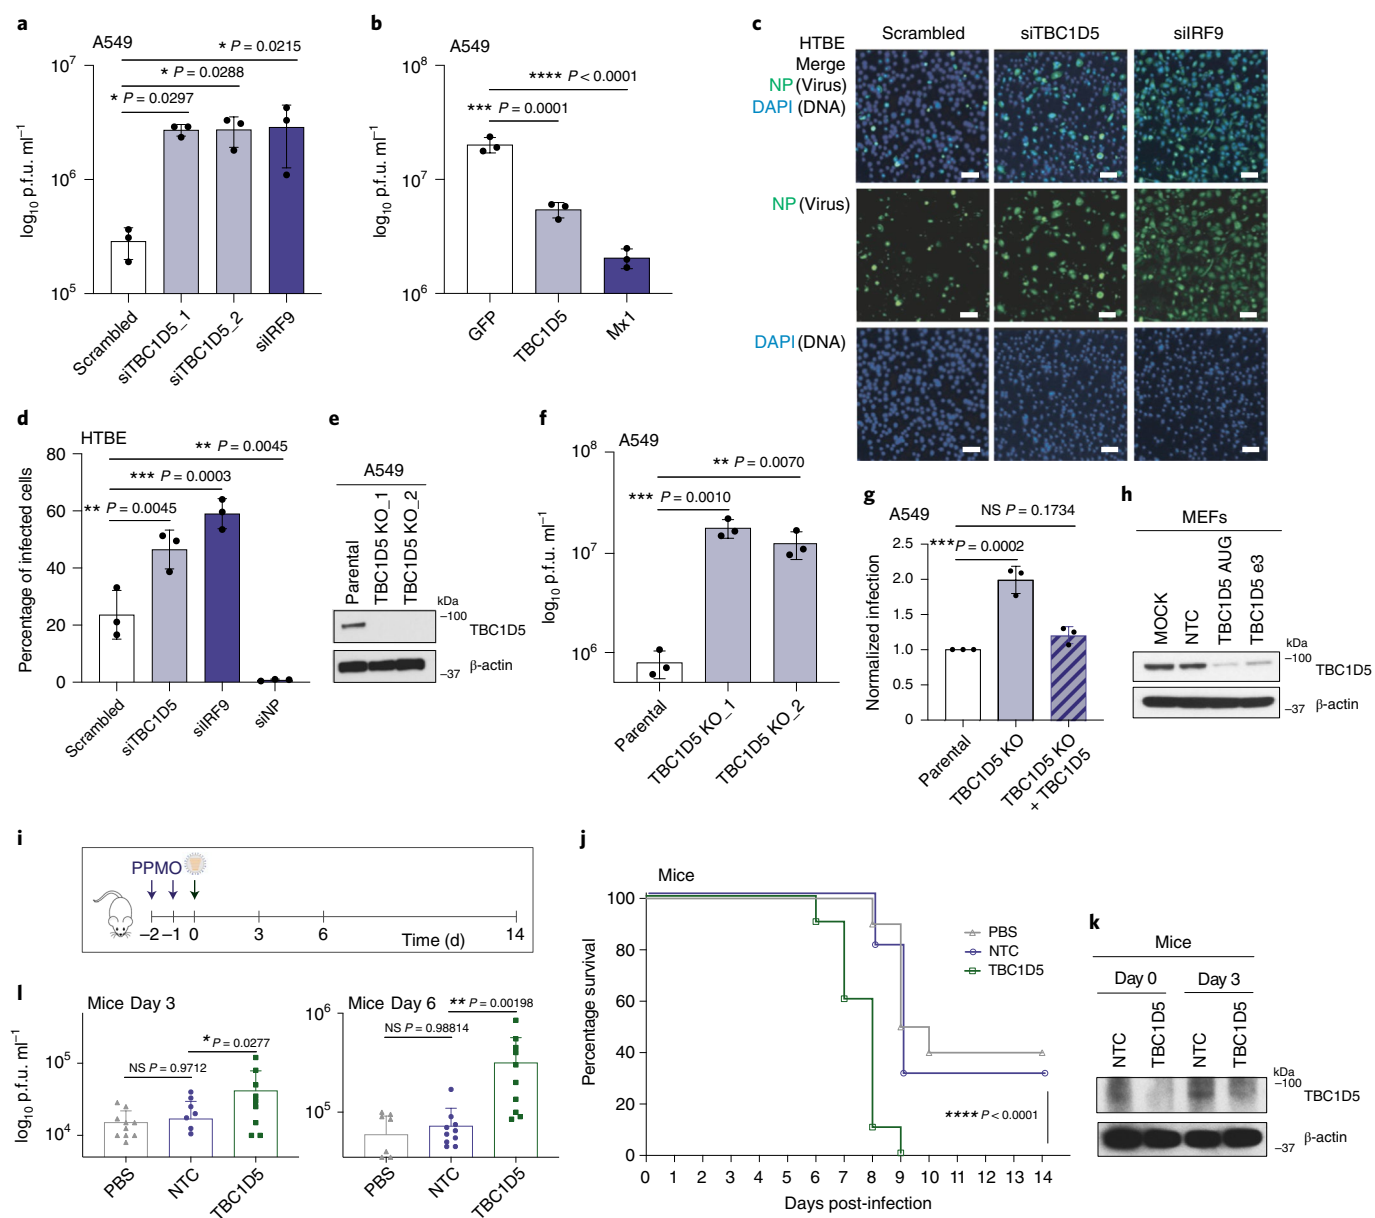 a
A549
* P = 0.0215
* P = 0.0288
* P = 0.0297
log10 p.f.u. ml−1
10^7
10^6
10^5
Scrambled
siTBC1D5_1
siTBC1D5_2
siIRF9
b
A549
**** P < 0.0001
*** P = 0.0001
log10 p.f.u. ml−1
10^8
10^7
10^6
GFP
TBC1D5
Mx1
c
Scrambled
siTBC1D5
siIRF9
HTBE
Merge
NP (Virus)
DAPI (DNA)
NP (Virus)
DAPI (DNA)
d
HTBE
** P = 0.0045
*** P = 0.0003
** P = 0.0045
Percentage of infected cells
80
60
40
20
0
Scrambled
siTBC1D5
siIRF9
siNP
e
A549
Parental
TBC1D5 KO_1
TBC1D5 KO_2
kDa
−100
TBC1D5
β-actin
−37
f
A549
** P = 0.0070
*** P = 0.0010
log10 p.f.u. ml−1
10^8
10^7
10^6
Parental
TBC1D5 KO_1
TBC1D5 KO_2
g
A549
NS P = 0.1734
*** P = 0.0002
Normalized infection
2.5
2.0
1.5
1.0
0.5
0
Parental
TBC1D5 KO
TBC1D5 KO
+ TBC1D5
h
MEFs
MOCK
NTC
TBC1D5 AUG
TBC1D5 e3
kDa
−100
TBC1D5
−37
β-actin
i
PPMO
−2 −1 0 3 6 14
Time (d)
j
Mice
Percentage survival
100
80
60
40
20
0
PBS
NTC
TBC1D5
**** P < 0.0001
0 1 2 3 4 5 6 7 8 9 10 11 12 13 14
Days post-infection
k
Mice
Day 0 Day 3
NTC
TBC1D5
NTC
TBC1D5
kDa
−100
TBC1D5
β-actin
−37
l
Mice Day 3
* P = 0.0277
NS P = 0.9712
log10 p.f.u. ml−1
10^5
10^4
PBS
NTC
TBC1D5
Mice Day 6
** P = 0.00198
NS P = 0.98814
10^6
10^5
PBS
NTC
TBC1D5